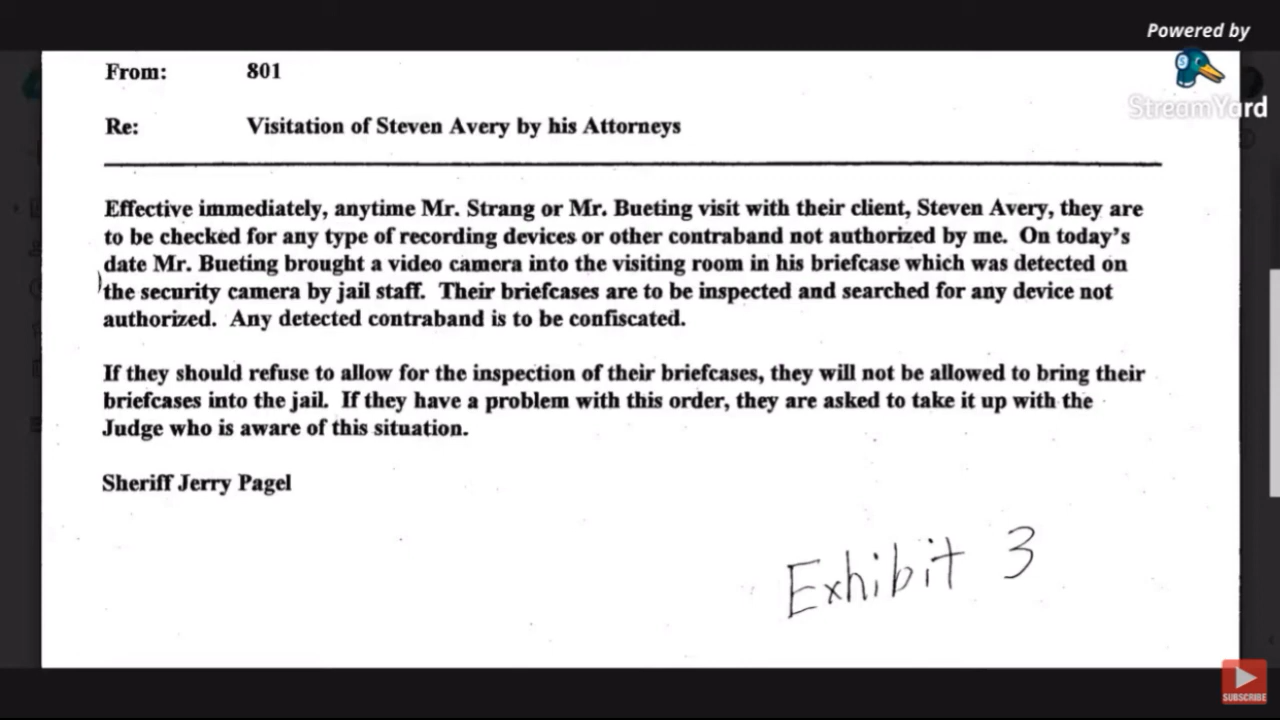 Powered by
StreamYard
From: 801
Re: Visitation of Steven Avery by his Attorneys
Effective immediately, anytime Mr. Strang or Mr. Bueting visit with their client, Steven Avery, they are
to be checked for any type of recording devices or other contraband not authorized by me. On today's
date Mr. Bueting brought a video camera into the visiting room in his briefcase which was detected on
the security camera by jail staff. Their briefcases are to be inspected and searched for any device not
authorized. Any detected contraband is to be confiscated.
If they should refuse to allow for the inspection of their briefcases, they will not be allowed to bring their
briefcases into the jail. If they have a problem with this order, they are asked to take it up with the
Judge who is aware of this situation.
Sheriff Jerry Pagel
Exhibit 3
SUBSCRIBE